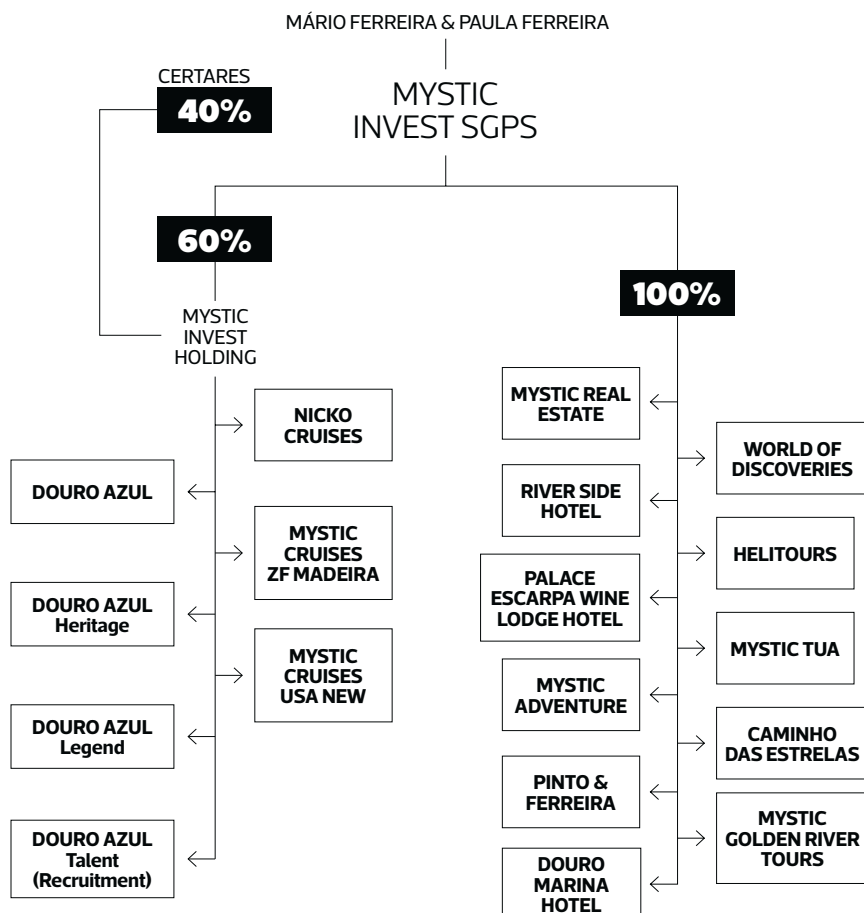 MÁRIO FERREIRA & PAULA FERREIRA
CERTARES
40%
MYSTIC
INVEST SGPS
60%
100%
MYSTIC
INVEST
HOLDING
NICKO
CRUISES
DOURO AZUL
MYSTIC
CRUISES
ZF MADEIRA
DOURO AZUL
Heritage
MYSTIC
CRUISES
USA NEW
DOURO AZUL
Legend
DOURO AZUL
Talent
(Recruitment)
MYSTIC REAL
ESTATE
WORLD OF
DISCOVERIES
RIVER SIDE
HOTEL
HELITOURS
PALACE
ESCARPA WINE
LODGE HOTEL
MYSTIC TUA
MYSTIC
ADVENTURE
CAMINHO
DAS ESTRELAS
PINTO &
FERREIRA
MYSTIC
GOLDEN RIVER
TOURS
DOURO
MARINA
HOTEL